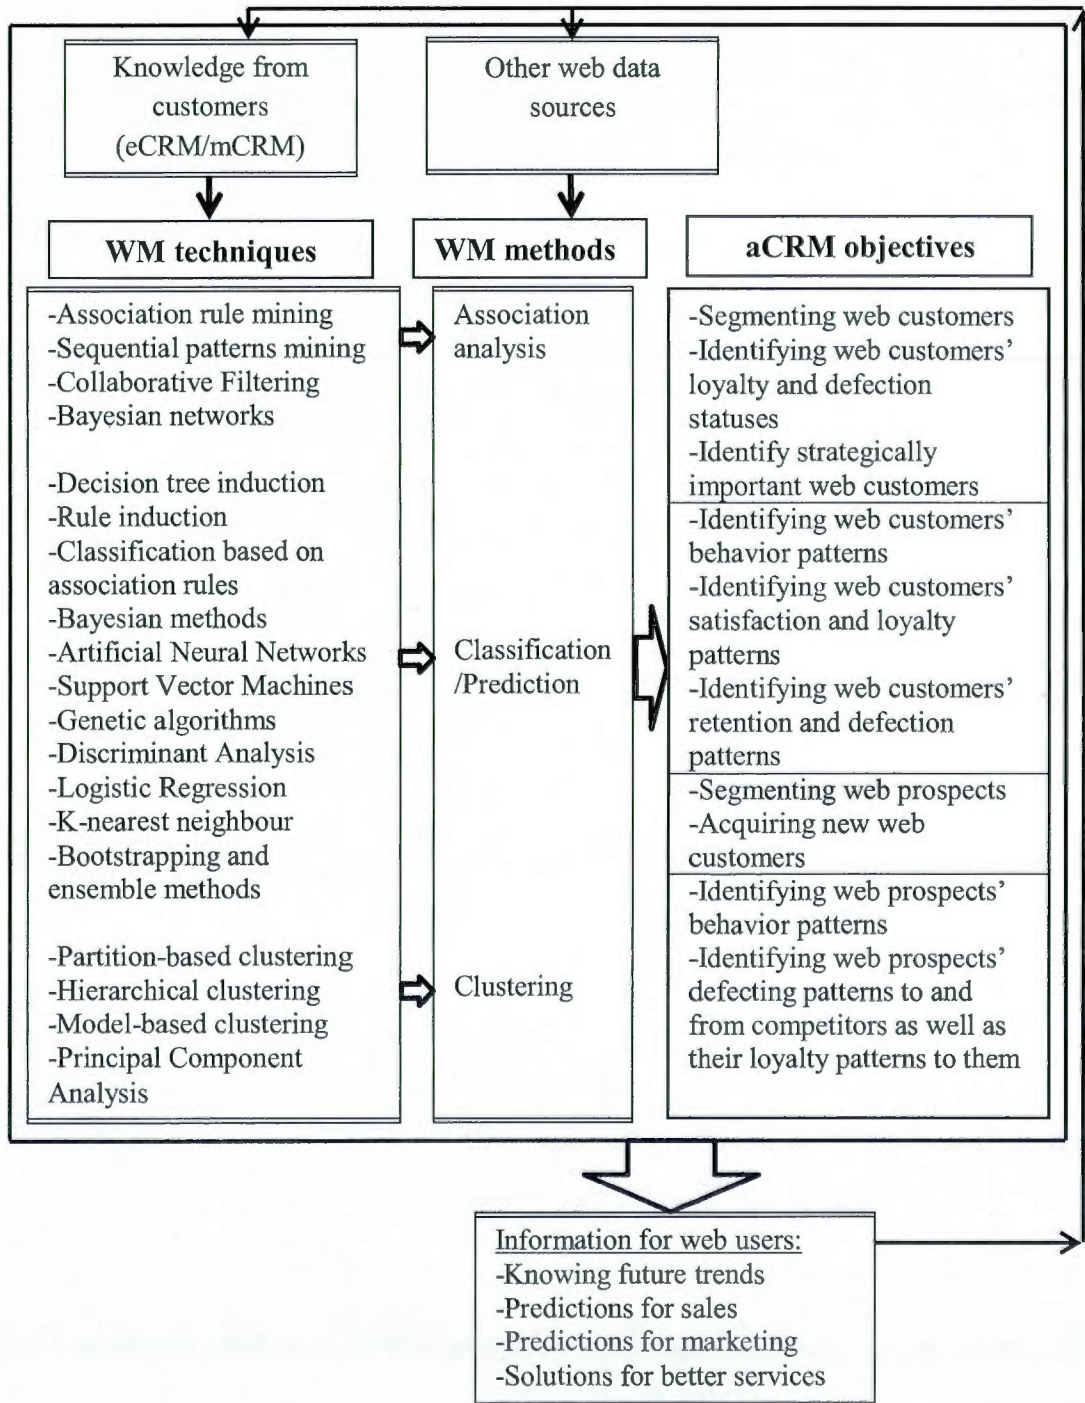 Knowledge from
customers
(eCRM/mCRM)
Other web data
sources
WM techniques
WM methods
aCRM objectives
-Association rule mining
-Sequential patterns mining
-Collaborative Filtering
-Bayesian networks
-Decision tree induction
-Rule induction
-Classification based on
association rules
-Bayesian methods
-Artificial Neural Networks
-Support Vector Machines
-Genetic algorithms
-Discriminant Analysis
-Logistic Regression
-K-nearest neighbour
-Bootstrapping and
ensemble methods
-Partition-based clustering
-Hierarchical clustering
-Model-based clustering
-Principal Component
Analysis
Association
analysis
Classification
/Prediction
Clustering
-Segmenting web customers
-Identifying web customers’
loyalty and defection
statuses
-Identify strategically
important web customers
-Identifying web customers’
behavior patterns
-Identifying web customers’
satisfaction and loyalty
patterns
-Identifying web customers’
retention and defection
patterns
-Segmenting web prospects
-Acquiring new web
customers
-Identifying web prospects’
behavior patterns
-Identifying web prospects’
defecting patterns to and
from competitors as well as
their loyalty patterns to them
Information for web users:
-Knowing future trends
-Predictions for sales
-Predictions for marketing
-Solutions for better services